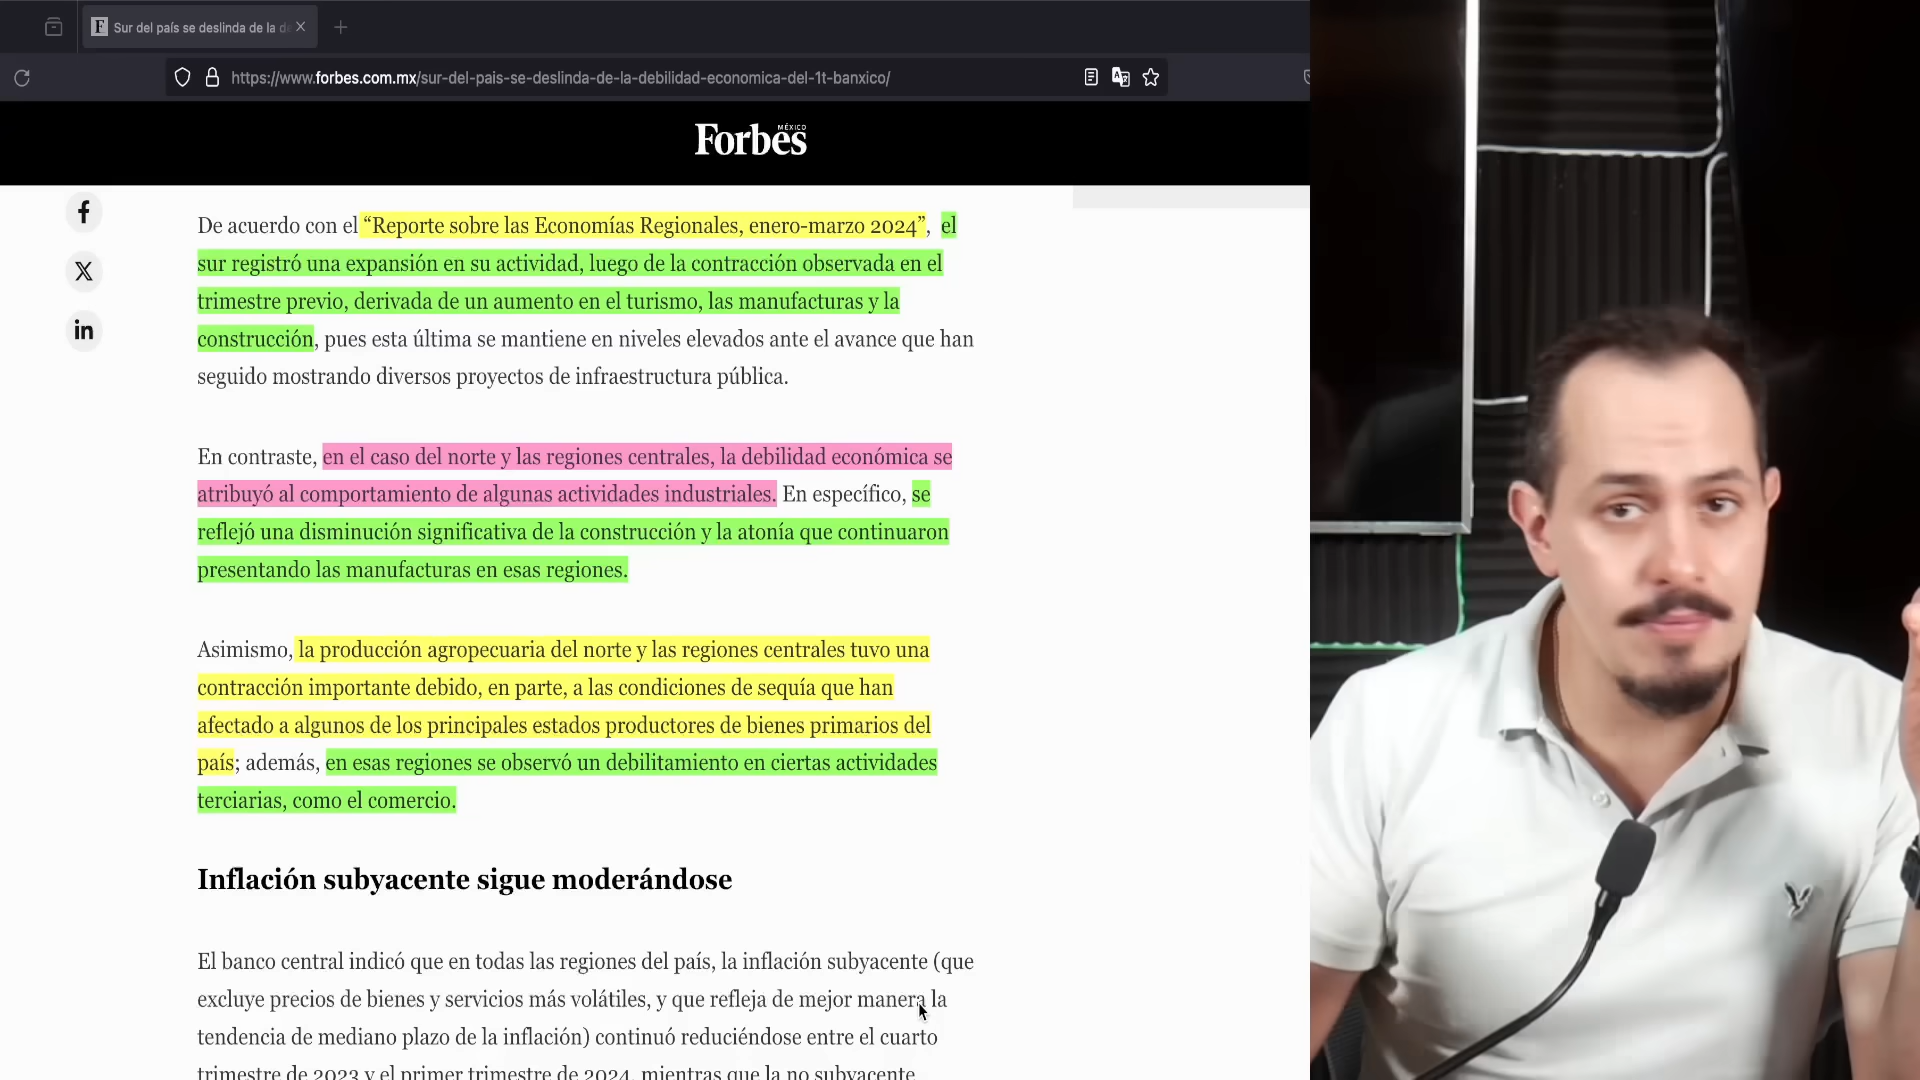 Sur del país se deslinda de la d
https://www.forbes.com.mx/sur-del-pais-se-deslinda-de-la-debilidad-economica-del-1t-banxico/
Forbes
MÉXICO
De acuerdo con el “Reporte sobre las Economías Regionales, enero-marzo 2024”, el
sur registró una expansión en su actividad, luego de la contracción observada en el
trimestre previo, derivada de un aumento en el turismo, las manufacturas y la
construcción, pues esta última se mantiene en niveles elevados ante el avance que han
seguido mostrando diversos proyectos de infraestructura pública.
En contraste, en el caso del norte y las regiones centrales, la debilidad económica se
atribuyó al comportamiento de algunas actividades industriales. En específico, se
reflejó una disminución significativa de la construcción y la atonía que continuaron
presentando las manufacturas en esas regiones.
Asimismo, la producción agropecuaria del norte y las regiones centrales tuvo una
contracción importante debido, en parte, a las condiciones de sequía que han
afectado a algunos de los principales estados productores de bienes primarios del
país; además, en esas regiones se observó un debilitamiento en ciertas actividades
terciarias, como el comercio.
Inflación subyacente sigue moderándose
El banco central indicó que en todas las regiones del país, la inflación subyacente (que
excluye precios de bienes y servicios más volátiles, y que refleja de mejor manera la
tendencia de mediano plazo de la inflación) continuó reduciéndose entre el cuarto
trimestre de 2023 y el primer trimestre de 2024, mientras que la no subyacente